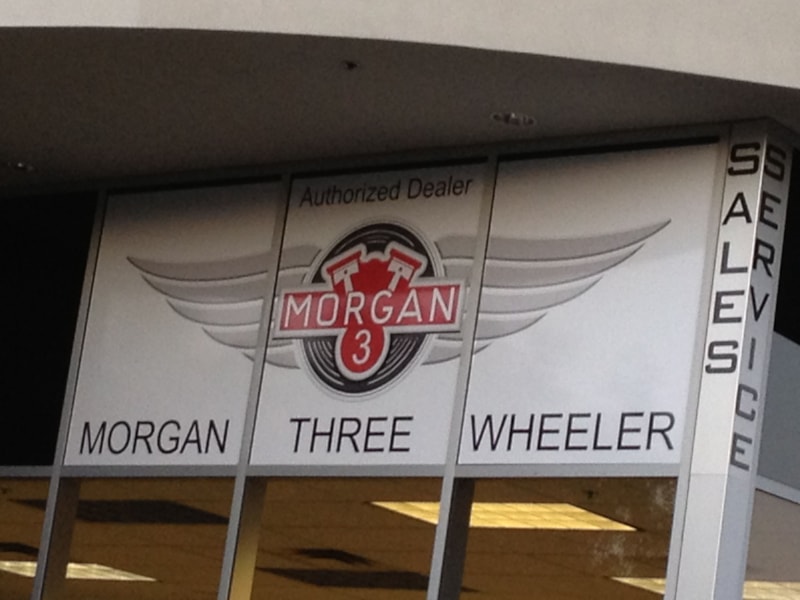 Authorized Dealer
MORGAN
3
MORGAN THREE WHEELER
SALES
SERVICE